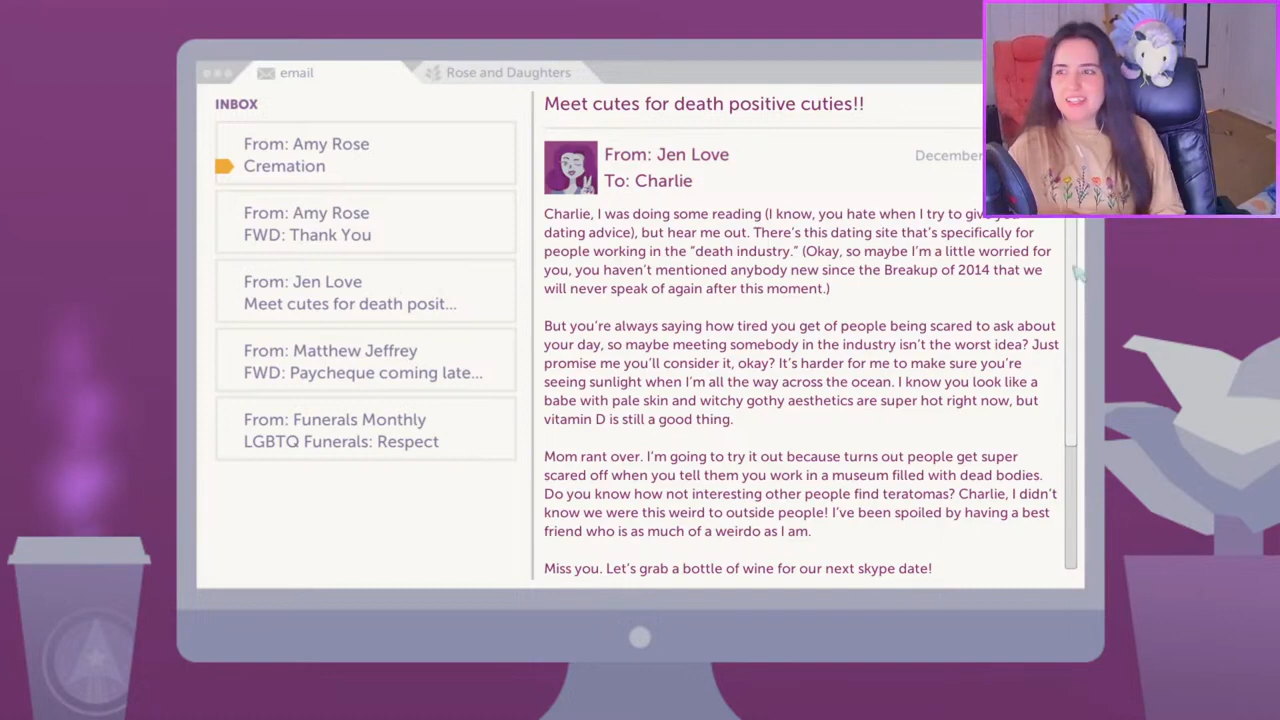 email
Rose and Daughters
INBOX
From: Amy Rose
Cremation
From: Amy Rose
FWD: Thank You
From: Jen Love
Meet cutes for death posit...
From: Matthew Jeffrey
FWD: Paycheque coming late...
From: Funerals Monthly
LGBTQ Funerals: Respect
Meet cutes for death positive cuties!!
From: Jen Love
December
To: Charlie
Charlie, I was doing some reading (I know, you hate when I try to give you
dating advice), but hear me out. There’s this dating site that’s specifically for
people working in the “death industry.” (Okay, so maybe I’m a little worried for
you, you haven’t mentioned anybody new since the Breakup of 2014 that we
will never speak of again after this moment.)
But you’re always saying how tired you get of people being scared to ask about
your day, so maybe meeting somebody in the industry isn’t the worst idea? Just
promise me you’ll consider it, okay? It’s harder for me to make sure you’re
seeing sunlight when I’m all the way across the ocean. I know you look like a
babe with pale skin and witchy gothy aesthetics are super hot right now, but
vitamin D is still a good thing.
Mom rant over. I’m going to try it out because turns out people get super
scared off when you tell them you work in a museum filled with dead bodies.
Do you know how not interesting other people find teratomas? Charlie, I didn’t
know we were this weird to outside people! I’ve been spoiled by having a best
friend who is as much of a weirdo as I am.
Miss you. Let’s grab a bottle of wine for our next skype date!